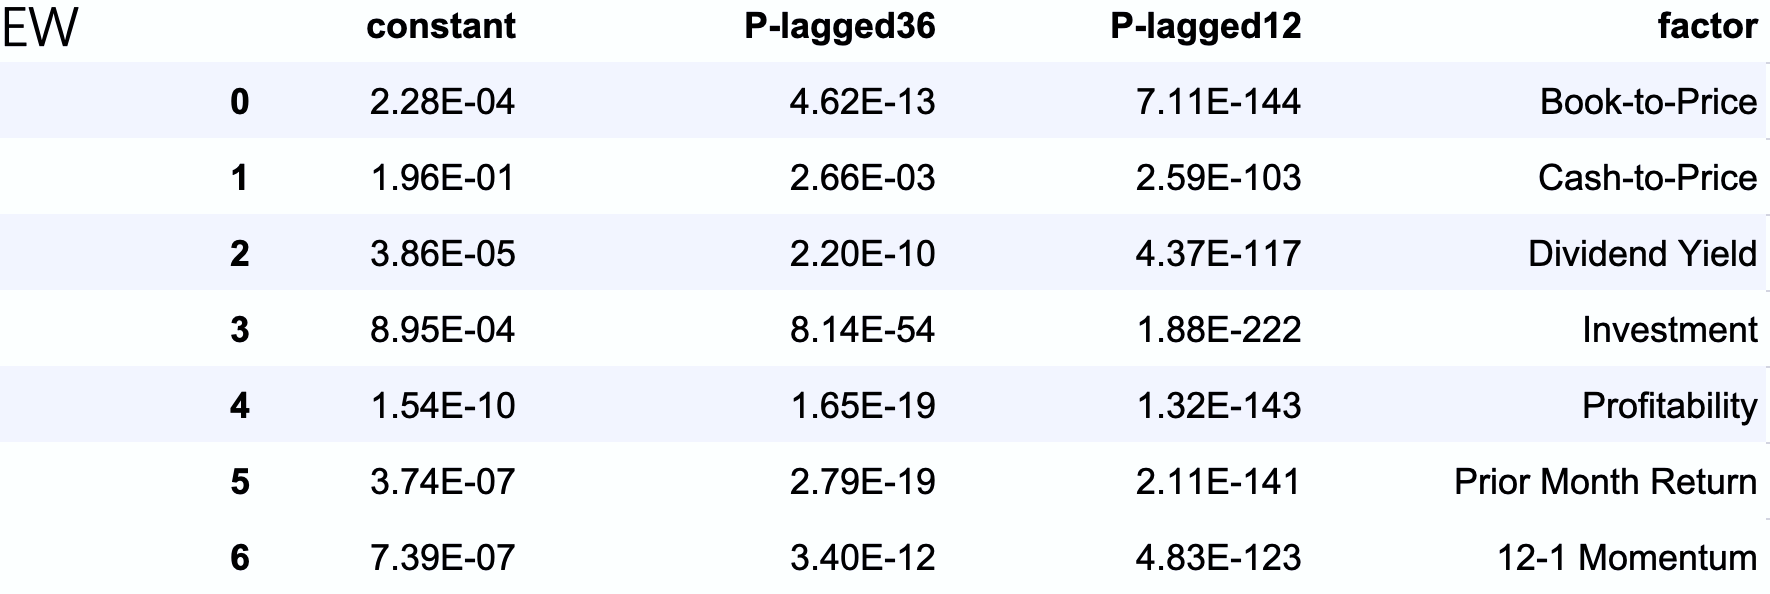 EW constant P-lagged36 P-lagged12 factor
0 2.28E-04 4.62E-13 7.11E-144 Book-to-Price
1 1.96E-01 2.66E-03 2.59E-103 Cash-to-Price
2 3.86E-05 2.20E-10 4.37E-117 Dividend Yield
3 8.95E-04 8.14E-54 1.88E-222 Investment
4 1.54E-10 1.65E-19 1.32E-143 Profitability
5 3.74E-07 2.79E-19 2.11E-141 Prior Month Return
6 7.39E-07 3.40E-12 4.83E-123 12-1 Momentum